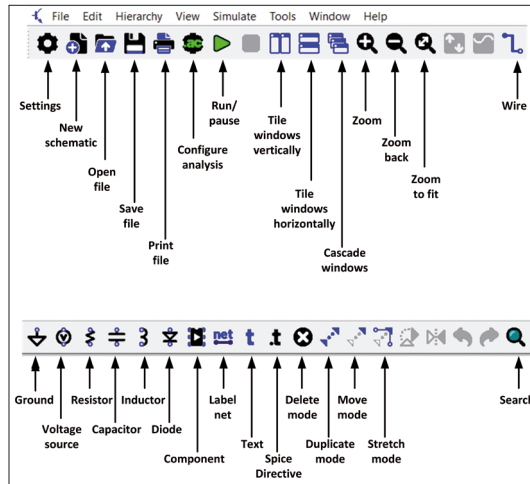 File Edit Hierarchy View Simulate Tools Window Help
.ac
Settings
New
schematic
Open
file
Save
file
Print
file
Configure
analysis
Run/
pause
Tile
windows
vertically
Tile
windows
horizontally
Cascade
windows
Zoom
Zoom
back
Zoom
to fit
Wire
V
net
t
.t
Ground
Voltage
source
Resistor
Capacitor
Inductor
Diode
Component
Label
net
Text
Spice
Directive
Delete
mode
Duplicate
mode
Move
mode
Stretch
mode
Search